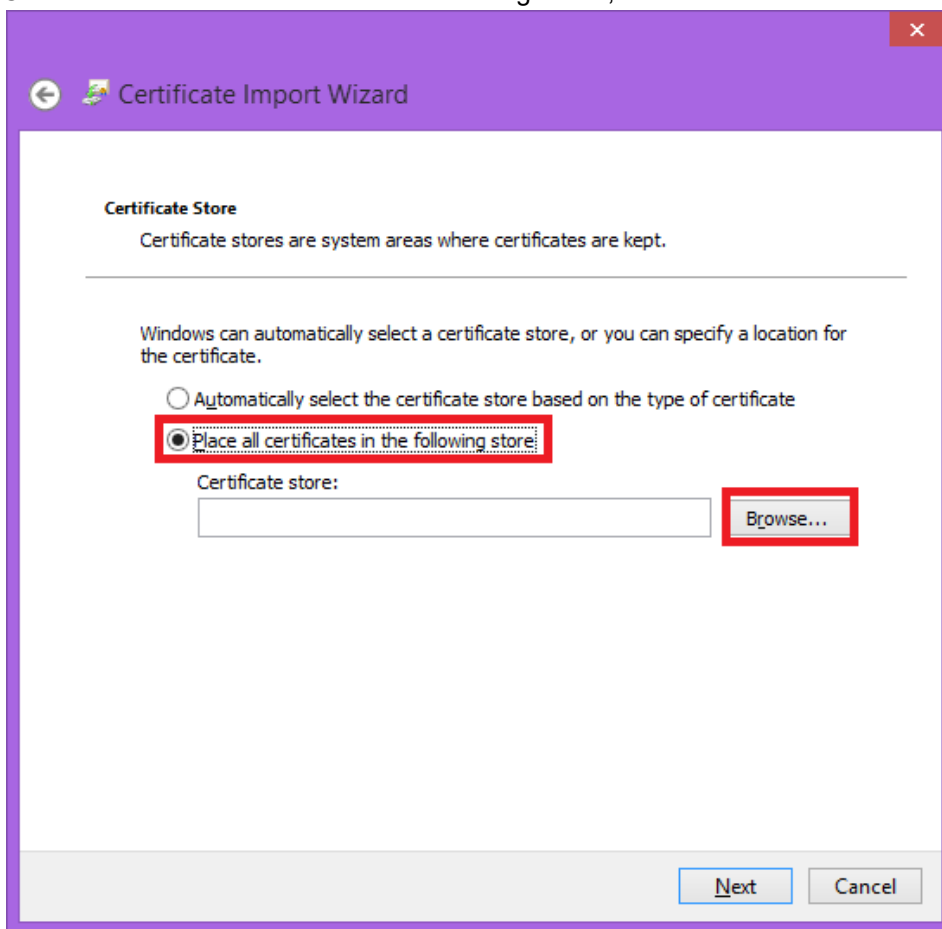 Certificate Import Wizard
Certificate Store
Certificate stores are system areas where certificates are kept.
Windows can automatically select a certificate store, or you can specify a location for
the certificate.
Automatically select the certificate store based on the type of certificate
Place all certificates in the following store
Certificate store:
Browse...
Next
Cancel